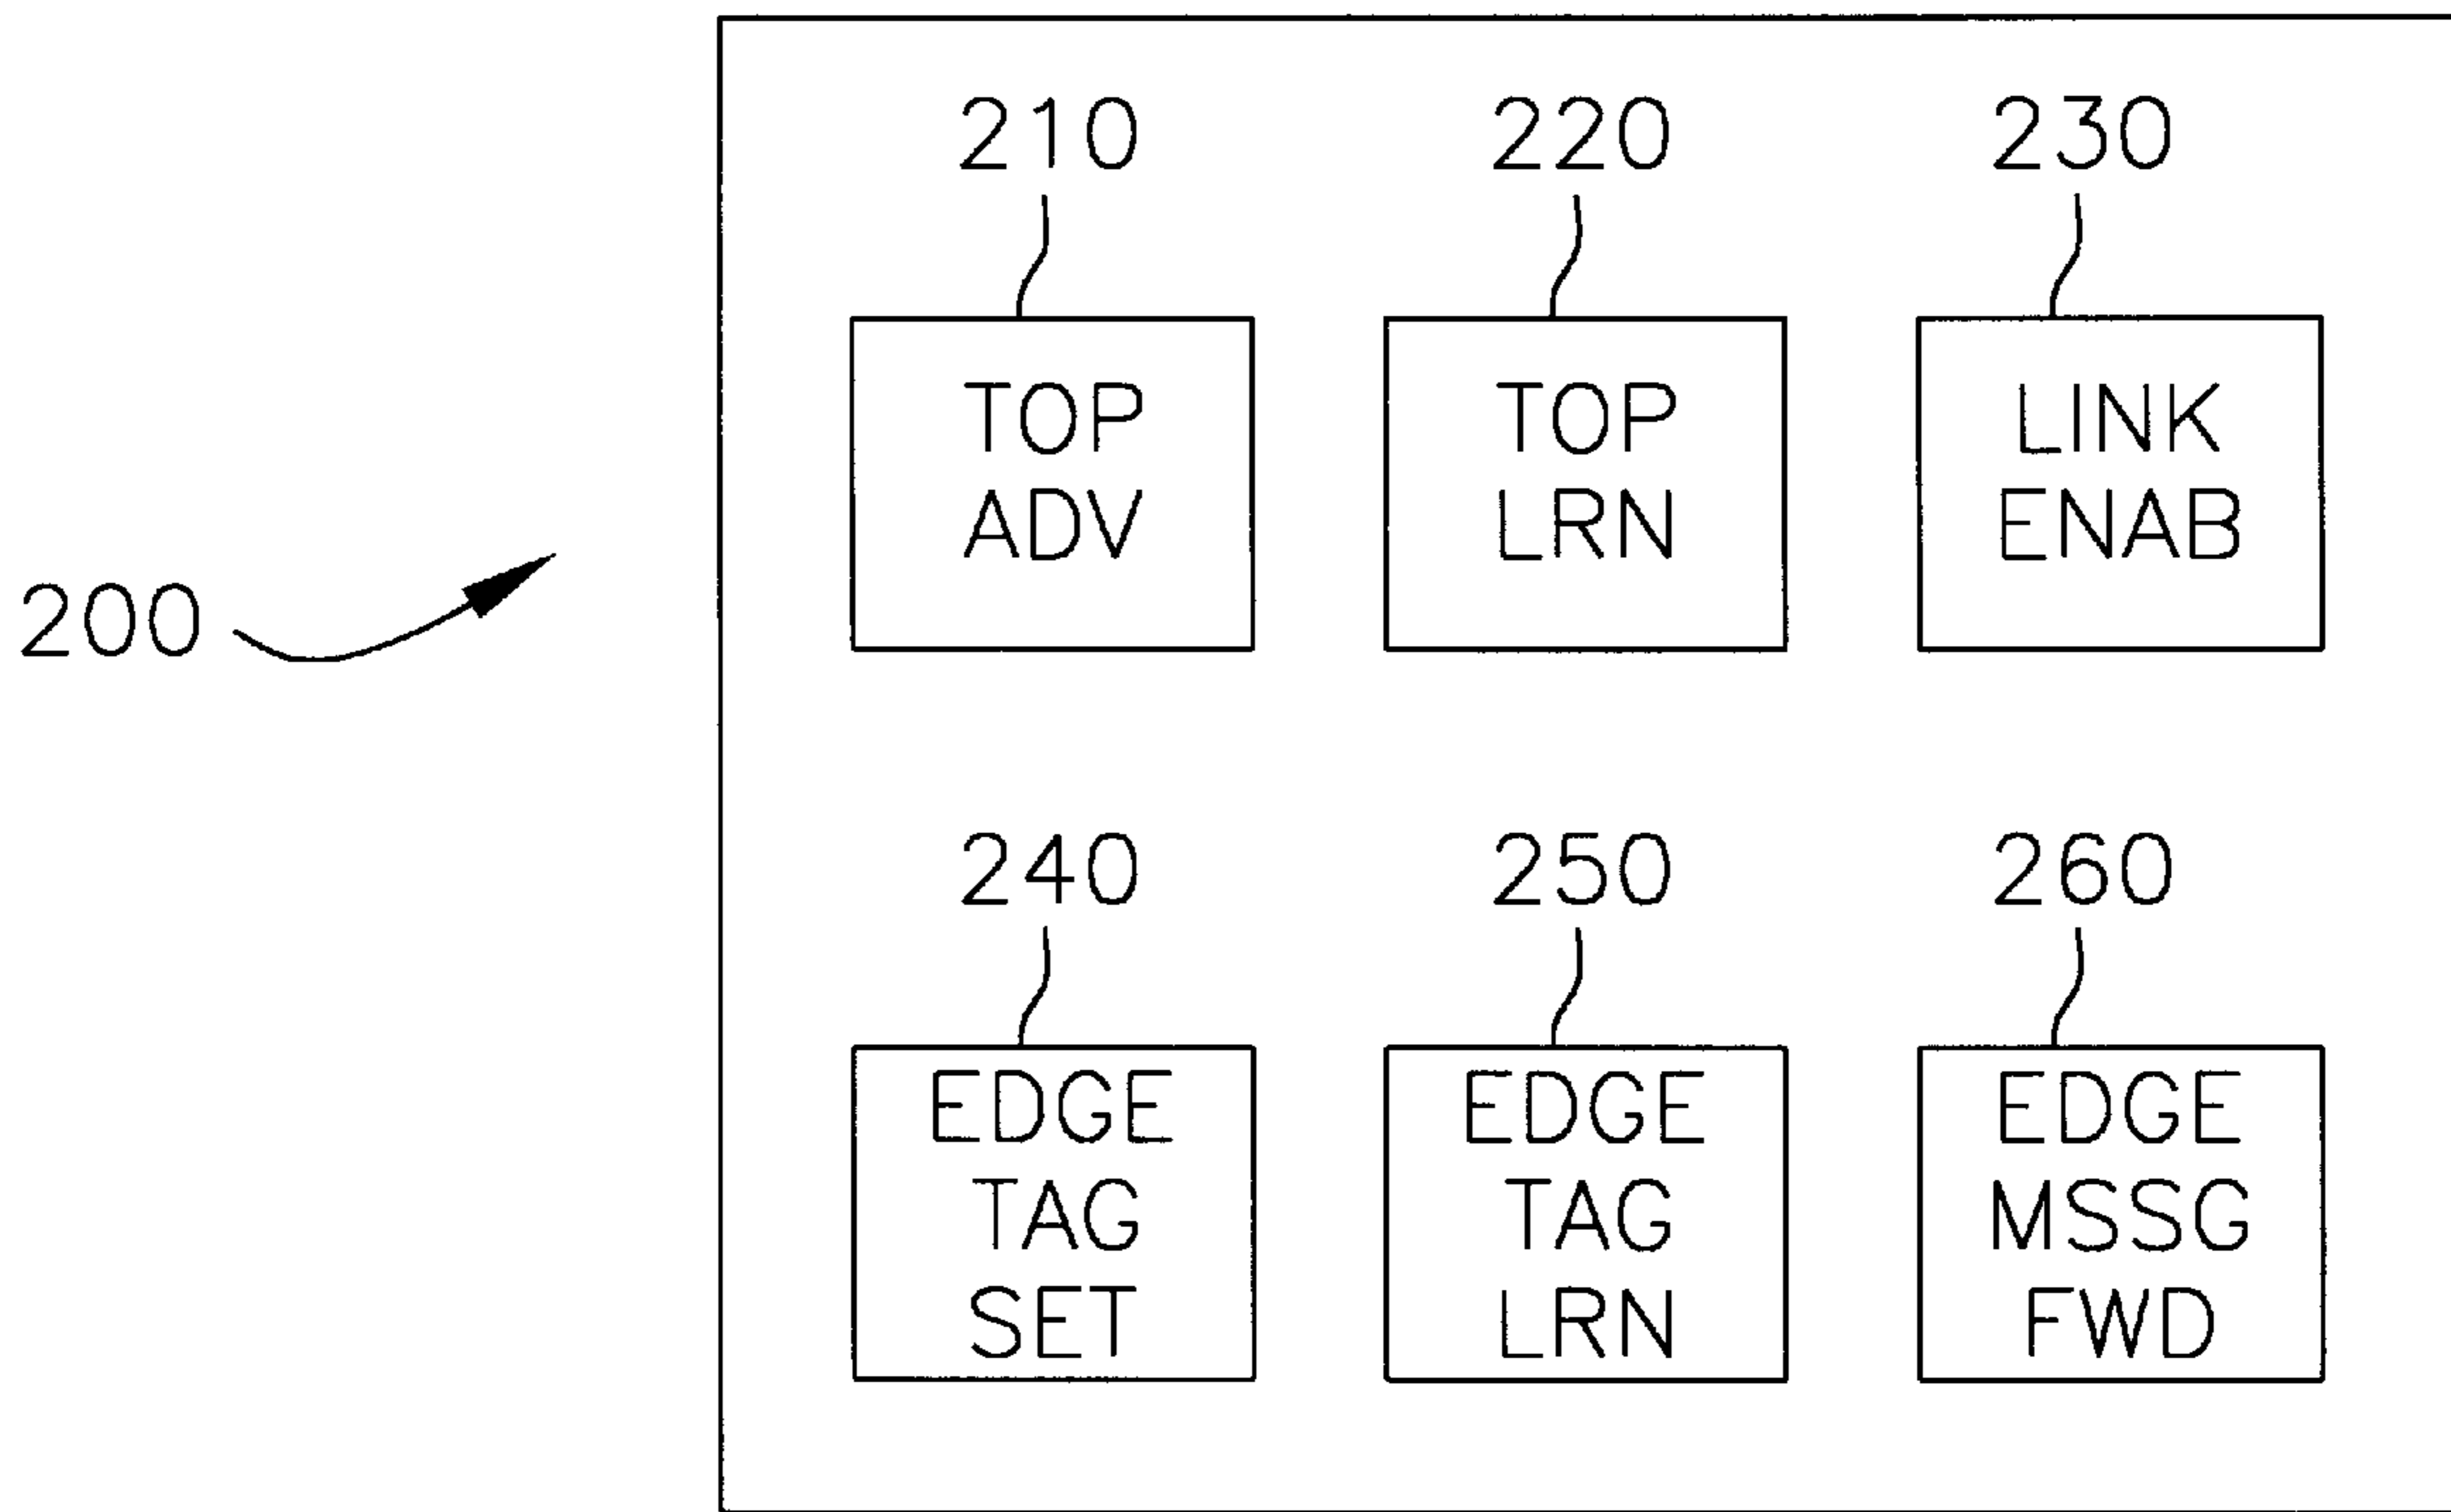 210 220 230
TOP TOP LINK
ADV LRN ENAB
200
240 250 260
EDGE EDGE EDGE
TAG TAG MSSG
SET LRN FWD